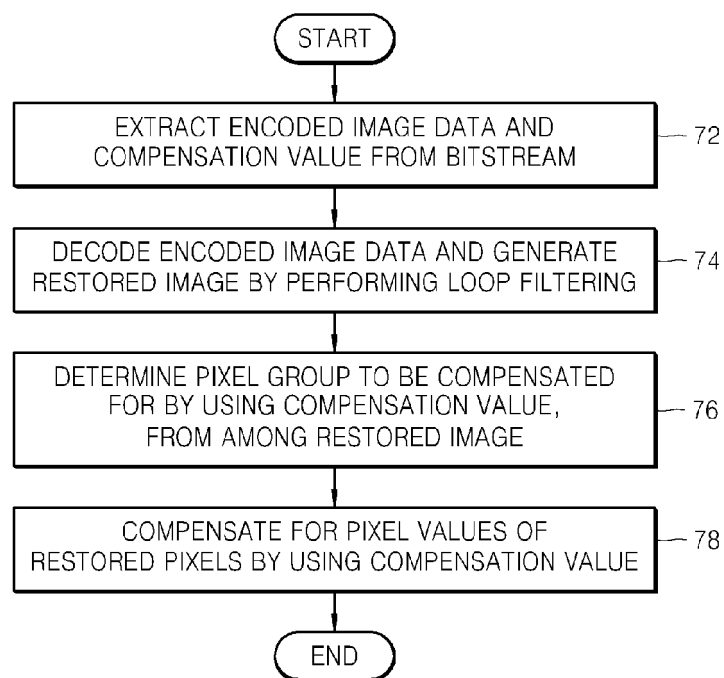 START
EXTRACT ENCODED IMAGE DATA AND
COMPENSATION VALUE FROM BITSTREAM
72
DECODE ENCODED IMAGE DATA AND GENERATE
RESTORED IMAGE BY PERFORMING LOOP FILTERING
74
DETERMINE PIXEL GROUP TO BE COMPENSATED
FOR BY USING COMPENSATION VALUE,
FROM AMONG RESTORED IMAGE
76
COMPENSATE FOR PIXEL VALUES OF
RESTORED PIXELS BY USING COMPENSATION VALUE
78
END